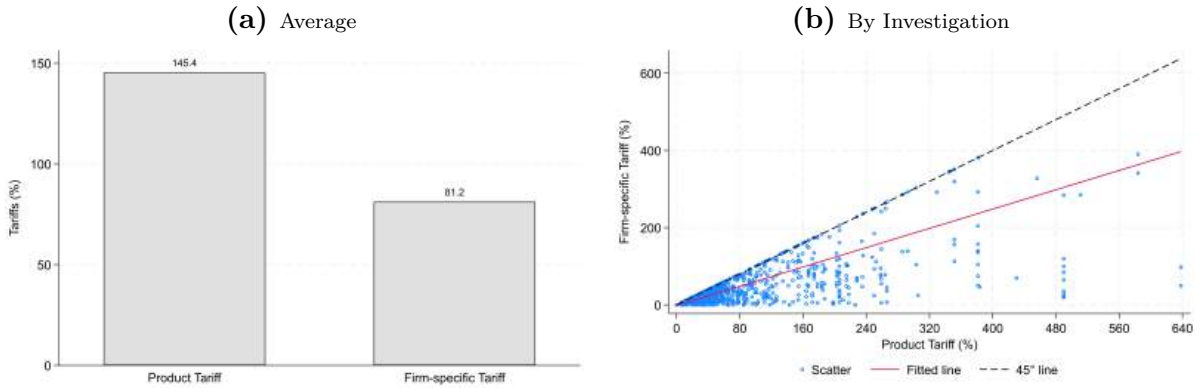 (a) Average
150
100
50
0
Tariffs (%)
145.4
81.2
Product Tariff
Firm-specific Tariff
(b) By Investigation
600
400
200
0
Firm-specific Tariff (%)
0 80 160 240 320 400 480 560 640
Product Tariff (%)
Scatter Fitted line 45° line